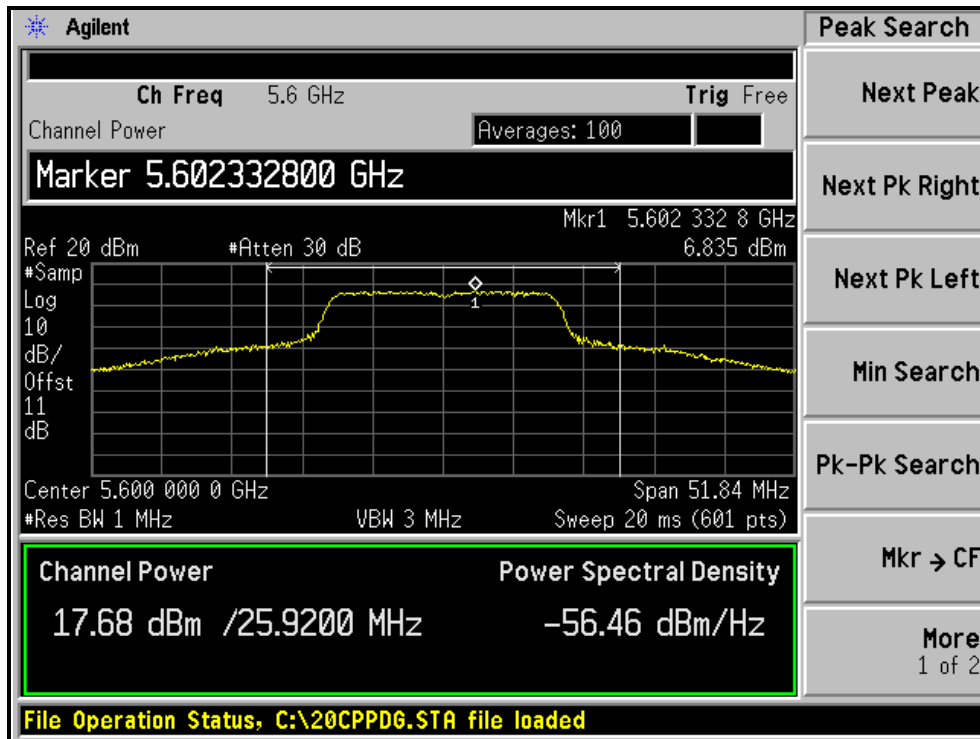 Agilent
Peak Search
Ch Freq 5.6 GHz Trig Free
Channel Power Averages: 100
Marker 5.602332800 GHz
Mkr1 5.602 332 8 GHz
Ref 20 dBm #Atten 30 dB 6.835 dBm
#Samp
Log
10
dB/
Offst
11
dB
1
Center 5.600 000 0 GHz Span 51.84 MHz
#Res BW 1 MHz VBW 3 MHz Sweep 20 ms (601 pts)
Channel Power Power Spectral Density
17.68 dBm /25.9200 MHz -56.46 dBm/Hz
File Operation Status, C:\20CPPDG.STA file loaded
Next Peak
Next Pk Right
Next Pk Left
Min Search
Pk-Pk Search
Mkr → CF
More
1 of 2